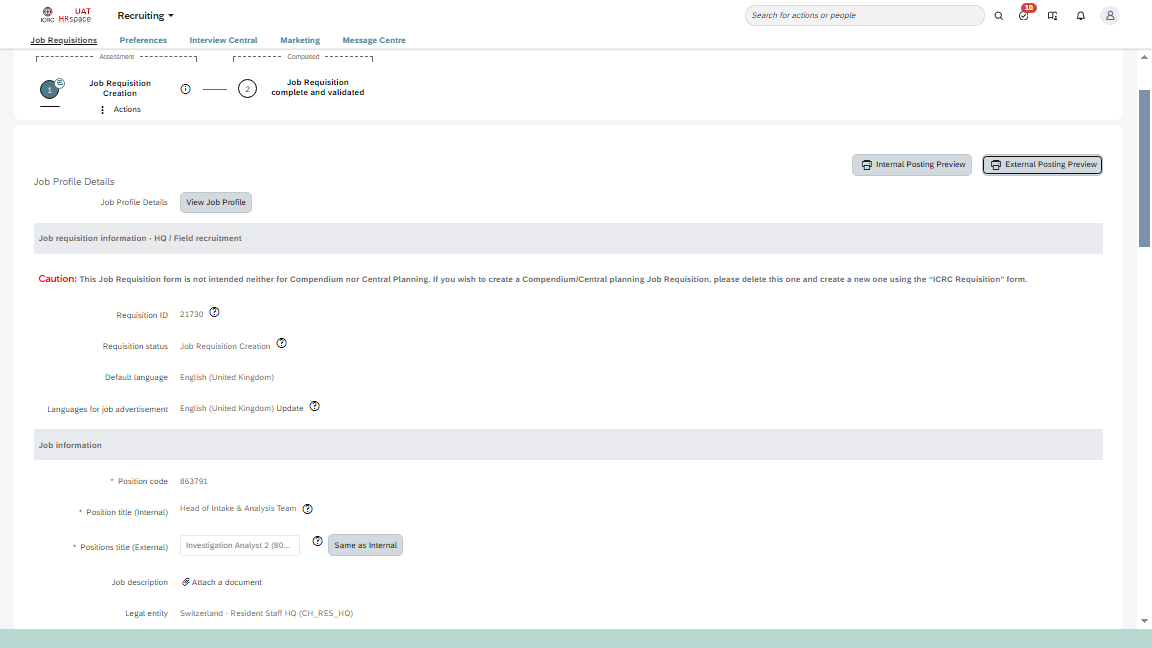 ICRC
UAT
HRspace
Recruiting
Search for actions or people
10
Job Requisitions
Preferences
Interview Central
Marketing
Message Centre
Assessment
Completed
1
Job Requisition
Creation
2
Job Requisition
complete and validated
Actions
Internal Posting Preview
External Posting Preview
Job Profile Details
Job Profile Details
View Job Profile
Job requisition information - HQ / Field recruitment
Caution: This Job Requisition form is not intended neither for Compendium nor Central Planning. If you wish to create a Compendium/Central planning Job Requisition, please delete this one and create a new one using the “ICRC Requisition” form.
Requisition ID 21730
Requisition status Job Requisition Creation
Default language English (United Kingdom)
Languages for job advertisement English (United Kingdom) Update
Job information
* Position code 863791
* Position title (Internal) Head of Intake & Analysis Team
* Positions title (External) Investigation Analyst 2 (80... Same as Internal
Job description Attach a document
Legal entity Switzerland - Resident Staff HQ (CH_RES_HQ)